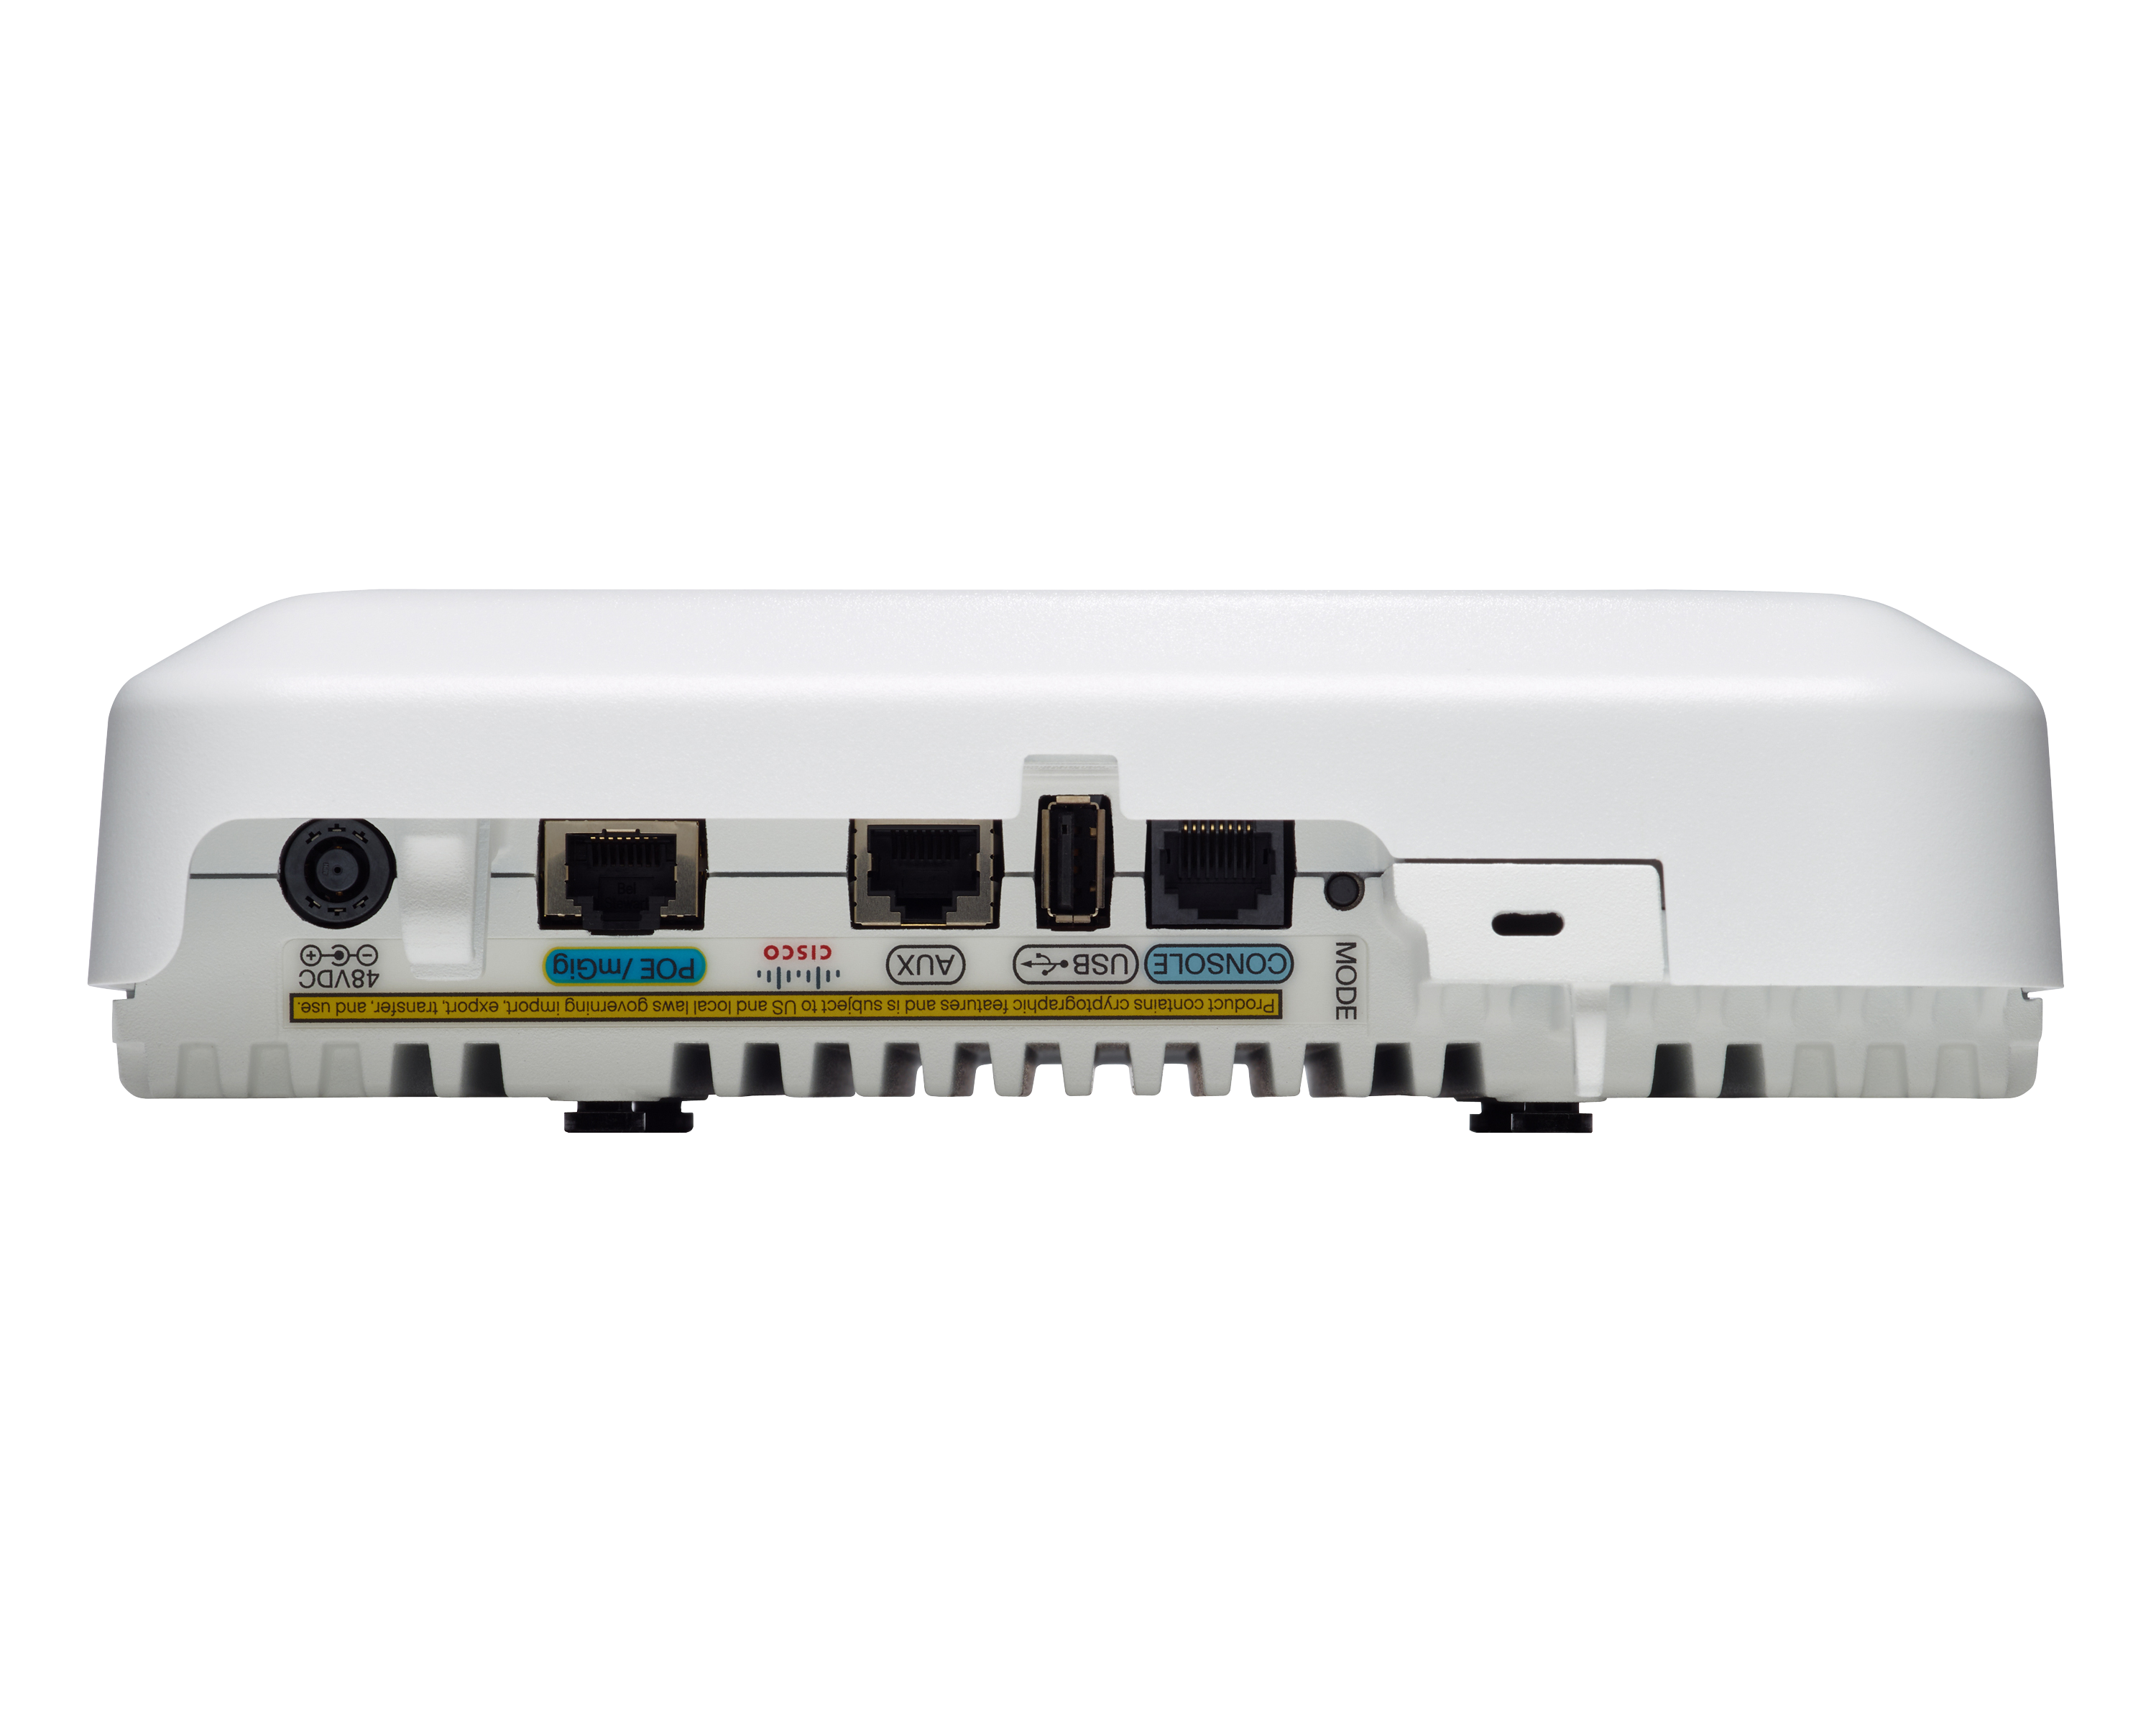 MODE
CONSOLE
USB
AUX
CISCO
POE / mGig
48VDC
Product contains cryptographic features and is subject to US and local laws governing import, export, transfer, and use.